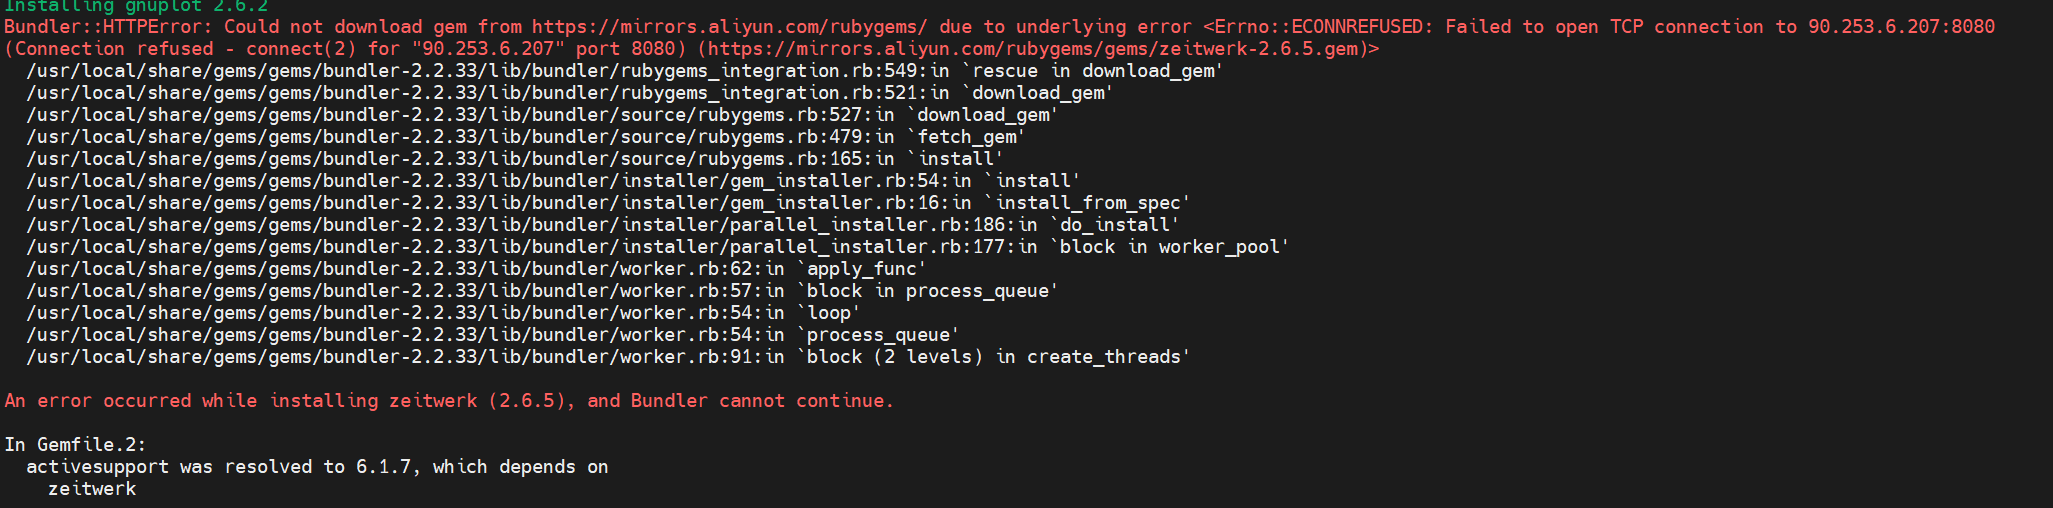 Installing gnuplot 2.6.2
Bundler::HTTPError: Could not download gem from https://mirrors.aliyun.com/rubygems/ due to underlying error <Errno::ECONNREFUSED: Failed to open TCP connection to 90.253.6.207:8080
(Connection refused - connect(2) for "90.253.6.207" port 8080) (https://mirrors.aliyun.com/rubygems/gems/zeitwerk-2.6.5.gem)>
  /usr/local/share/gems/gems/bundler-2.2.33/lib/bundler/rubygems_integration.rb:549:in `rescue in download_gem'
  /usr/local/share/gems/gems/bundler-2.2.33/lib/bundler/rubygems_integration.rb:521:in `download_gem'
  /usr/local/share/gems/gems/bundler-2.2.33/lib/bundler/source/rubygems.rb:527:in `download_gem'
  /usr/local/share/gems/gems/bundler-2.2.33/lib/bundler/source/rubygems.rb:479:in `fetch_gem'
  /usr/local/share/gems/gems/bundler-2.2.33/lib/bundler/source/rubygems.rb:165:in `install'
  /usr/local/share/gems/gems/bundler-2.2.33/lib/bundler/installer/gem_installer.rb:54:in `install'
  /usr/local/share/gems/gems/bundler-2.2.33/lib/bundler/installer/gem_installer.rb:16:in `install_from_spec'
  /usr/local/share/gems/gems/bundler-2.2.33/lib/bundler/installer/parallel_installer.rb:186:in `do_install'
  /usr/local/share/gems/gems/bundler-2.2.33/lib/bundler/installer/parallel_installer.rb:177:in `block in worker_pool'
  /usr/local/share/gems/gems/bundler-2.2.33/lib/bundler/worker.rb:62:in `apply_func'
  /usr/local/share/gems/gems/bundler-2.2.33/lib/bundler/worker.rb:57:in `block in process_queue'
  /usr/local/share/gems/gems/bundler-2.2.33/lib/bundler/worker.rb:54:in `loop'
  /usr/local/share/gems/gems/bundler-2.2.33/lib/bundler/worker.rb:54:in `process_queue'
  /usr/local/share/gems/gems/bundler-2.2.33/lib/bundler/worker.rb:91:in `block (2 levels) in create_threads'
An error occurred while installing zeitwerk (2.6.5), and Bundler cannot continue.
In Gemfile.2:
  activesupport was resolved to 6.1.7, which depends on
    zeitwerk